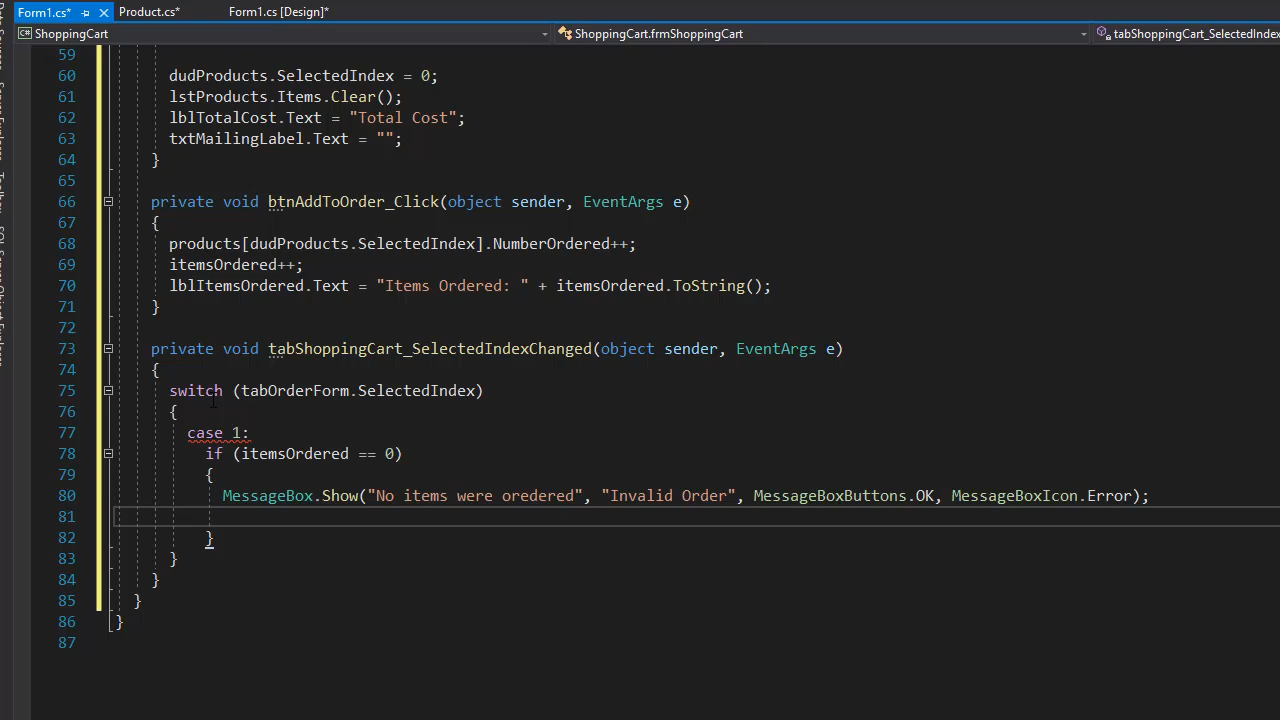 Form1.cs* Product.cs* Form1.cs [Design]*
ShoppingCart ShoppingCart.frmShoppingCart tabShoppingCart_SelectedIndex
59
60 dudProducts.SelectedIndex = 0;
61 lstProducts.Items.Clear();
62 lblTotalCost.Text = "Total Cost";
63 txtMailingLabel.Text = "";
64 }
65
66 private void btnAddToOrder_Click(object sender, EventArgs e)
67 {
68 products[dudProducts.SelectedIndex].NumberOrdered++;
69 itemsOrdered++;
70 lblItemsOrdered.Text = "Items Ordered: " + itemsOrdered.ToString();
71 }
72
73 private void tabShoppingCart_SelectedIndexChanged(object sender, EventArgs e)
74 {
75 switch (tabOrderForm.SelectedIndex)
76 {
77 case 1:
78 if (itemsOrdered == 0)
79 {
80 MessageBox.Show("No items were oredered", "Invalid Order", MessageBoxButtons.OK, MessageBoxIcon.Error);
81
82 }
83 }
84 }
85 }
86 }
87